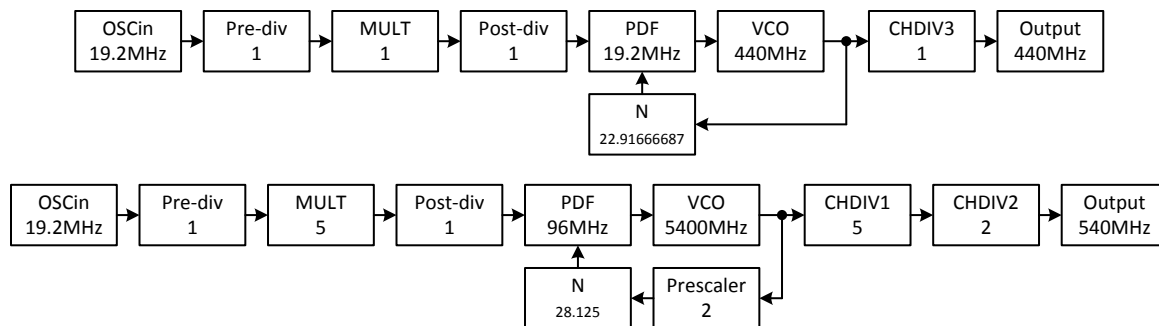 OSCin
19.2MHz
Pre-div
1
MULT
1
Post-div
1
PDF
19.2MHz
VCO
440MHz
CHDIV3
1
Output
440MHz
N
22.91666687
OSCin
19.2MHz
Pre-div
1
MULT
5
Post-div
1
PDF
96MHz
VCO
5400MHz
CHDIV1
5
CHDIV2
2
Output
540MHz
N
28.125
Prescaler
2